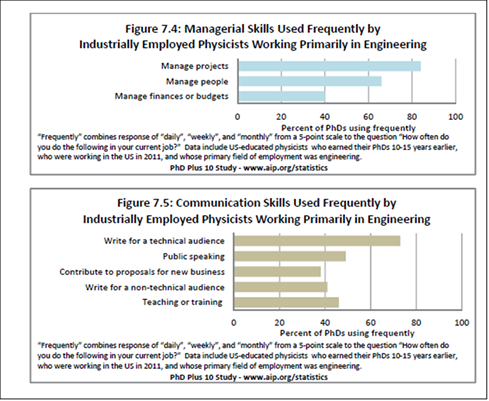 Figure 7.4: Managerial Skills Used Frequently by
Industrially Employed Physicists Working Primarily in Engineering
Manage projects
Manage people
Manage finances or budgets
0 20 40 60 80 100
Percent of PhDs using frequently
"Frequently" combines response of "daily", "weekly", and "monthly" from a 5-point scale to the question "How often do
you do the following in your current job?" Data include US-educated physicists who earned their PhDs 10-15 years earlier,
who were working in the US in 2011, and whose primary field of employment was engineering.
PhD Plus 10 Study - www.aip.org/statistics
Figure 7.5: Communication Skills Used Frequently by
Industrially Employed Physicists Working Primarily in Engineering
Write for a technical audience
Public speaking
Contribute to proposals for new business
Write for a non-technical audience
Teaching or training
0 20 40 60 80 100
Percent of PhDs using frequently
"Frequently" combines response of "daily", "weekly", and "monthly" from a 5-point scale to the question "How often do
you do the following in your current job?" Data include US-educated physicists who earned their PhDs 10-15 years earlier,
who were working in the US in 2011, and whose primary field of employment was engineering.
PhD Plus 10 Study - www.aip.org/statistics